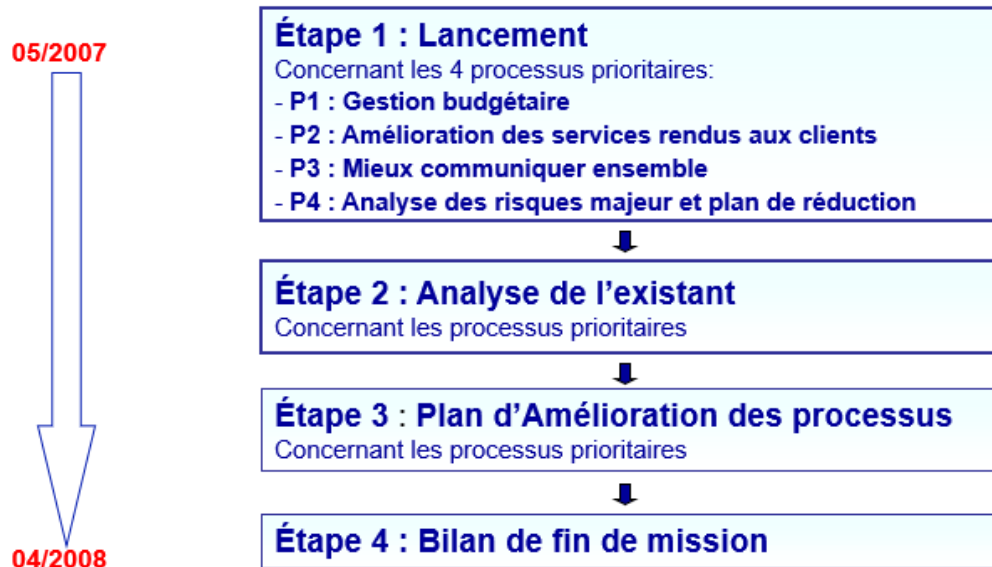 05/2007
Étape 1 : Lancement
Concernant les 4 processus prioritaires:
- P1 : Gestion budgétaire
- P2 : Amélioration des services rendus aux clients
- P3 : Mieux communiquer ensemble
- P4 : Analyse des risques majeur et plan de réduction
Étape 2 : Analyse de l’existant
Concernant les processus prioritaires
Étape 3 : Plan d’Amélioration des processus
Concernant les processus prioritaires
Étape 4 : Bilan de fin de mission
04/2008